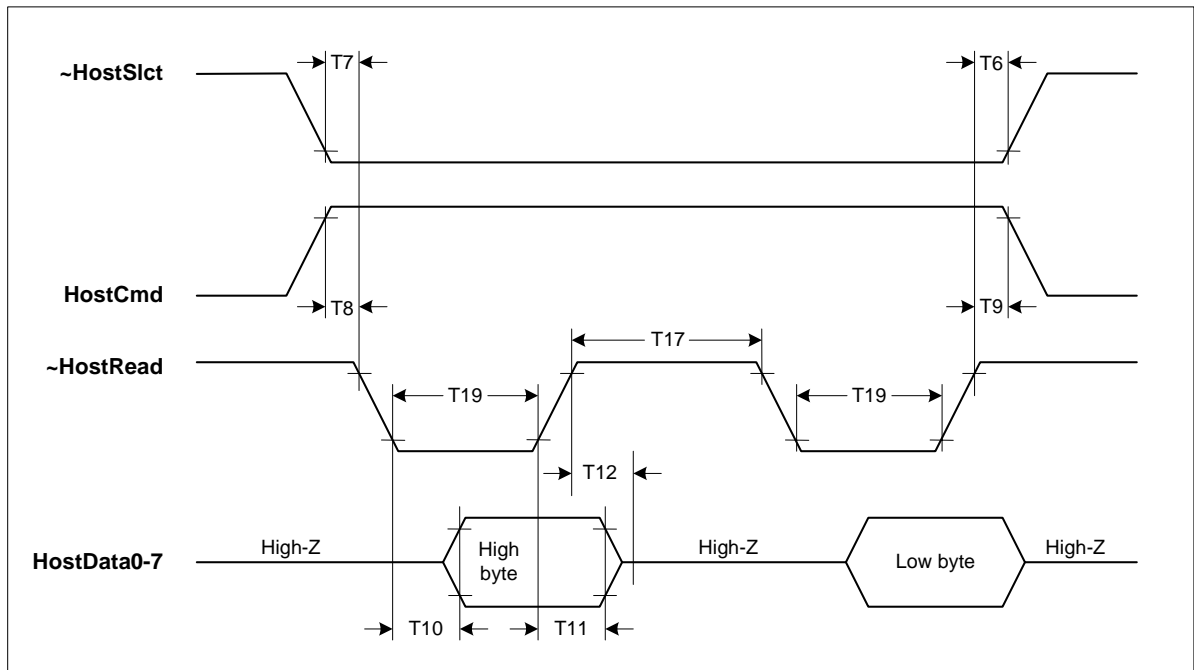 ~HostSlct
T7
T6
HostCmd
T8
T9
~HostRead
T17
T19
T19
T12
HostData0-7
High-Z
High
byte
High-Z
Low byte
High-Z
T10
T11